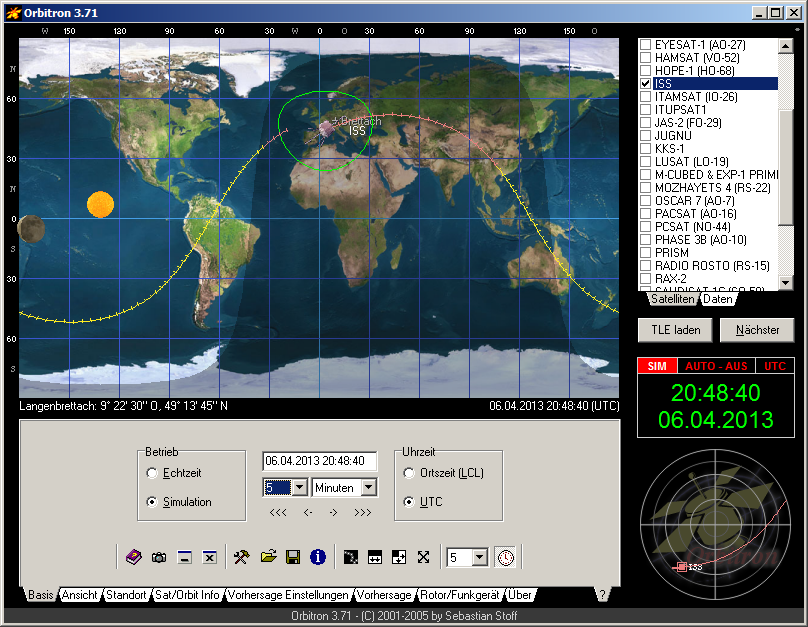 Orbitron 3.71
W 150 120 90 60 30 W 0 O 30 60 90 120 150 O
N
60
30
N
0
S
30
60
S
Brettach
ISS
Langenbrettach: 9° 22' 30'' O, 49° 13' 45'' N
06.04.2013 20:48:40 (UTC)
EYESAT-1 (AO-27)
HAMSAT (VO-52)
HOPE-1 (HO-68)
ISS
ITAMSAT (IO-26)
ITUPSAT1
JAS-2 (FO-29)
JUGNU
KKS-1
LUSAT (LO-19)
M-CUBED & EXP-1 PRIMI
MOZHAYETS 4 (RS-22)
OSCAR 7 (AO-7)
PACSAT (AO-16)
PCSAT (NO-44)
PHASE 3B (AO-10)
PRISM
RADIO ROSTO (RS-15)
RAX-2
SAUDISAT 1C (SO-50)
Satelliten
Daten
TLE laden
Nächster
SIM
AUTO - AUS
UTC
20:48:40
06.04.2013
ISS
Betrieb
Echtzeit
Simulation
06.04.2013 20:48:40
5
Minuten
<<< <- -> >>>
Uhrzeit
Ortszeit (LCL)
UTC
5
Basis
Ansicht
Standort
Sat/Orbit Info
Vorhersage Einstellungen
Vorhersage
Rotor/Funkgerät
Über
?
Orbitron 3.71 - (C) 2001-2005 by Sebastian Stoff